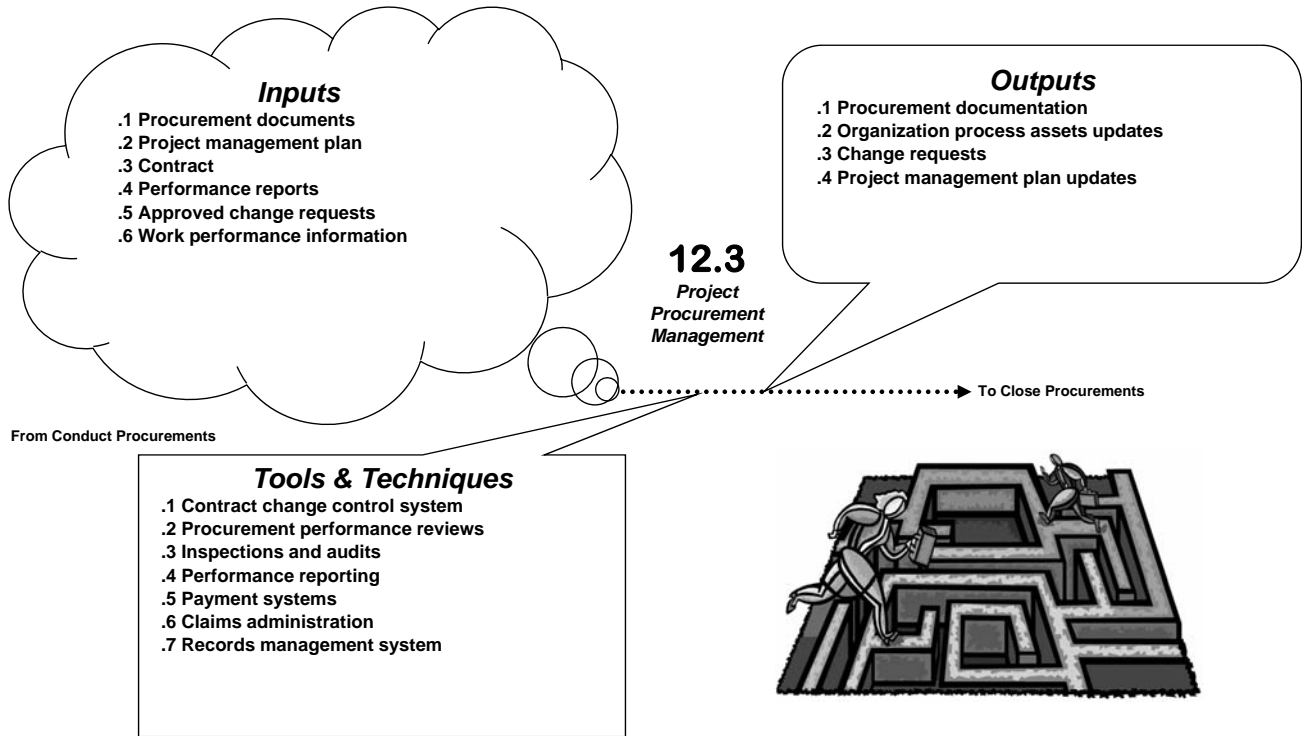 Inputs
.1 Procurement documents
.2 Project management plan
.3 Contract
.4 Performance reports
.5 Approved change requests
.6 Work performance information
Outputs
.1 Procurement documentation
.2 Organization process assets updates
.3 Change requests
.4 Project management plan updates
12.3
Project
Procurement
Management
To Close Procurements
From Conduct Procurements
Tools & Techniques
.1 Contract change control system
.2 Procurement performance reviews
.3 Inspections and audits
.4 Performance reporting
.5 Payment systems
.6 Claims administration
.7 Records management system